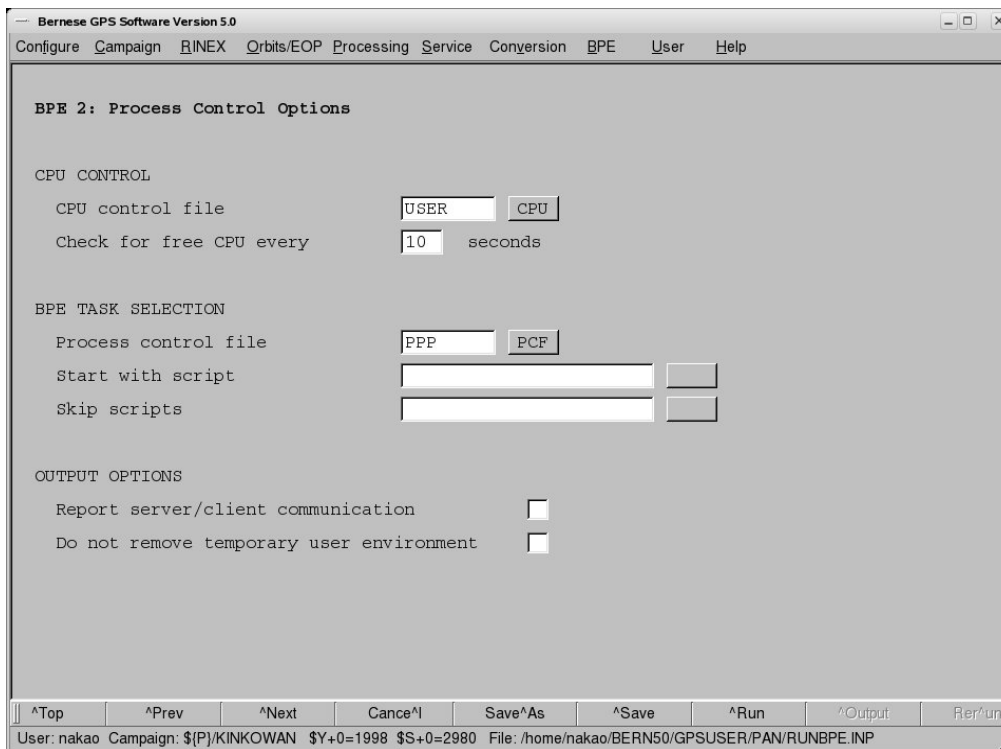 Bernese GPS Software Version 5.0
Configure Campaign RINEX Orbits/EOP Processing Service Conversion BPE User Help
BPE 2: Process Control Options
CPU CONTROL
CPU control file USER CPU
Check for free CPU every 10 seconds
BPE TASK SELECTION
Process control file PPP PCF
Start with script
Skip scripts
OUTPUT OPTIONS
Report server/client communication
Do not remove temporary user environment
^Top ^Prev ^Next Cance^l Save^As ^Save ^Run ^Output Rer^un
User: nakao Campaign: ${P}/KINKOWAN $Y+0=1998 $S+0=2980 File: /home/nakao/BERN50/GPSUSER/PAN/RUNBPE.INP